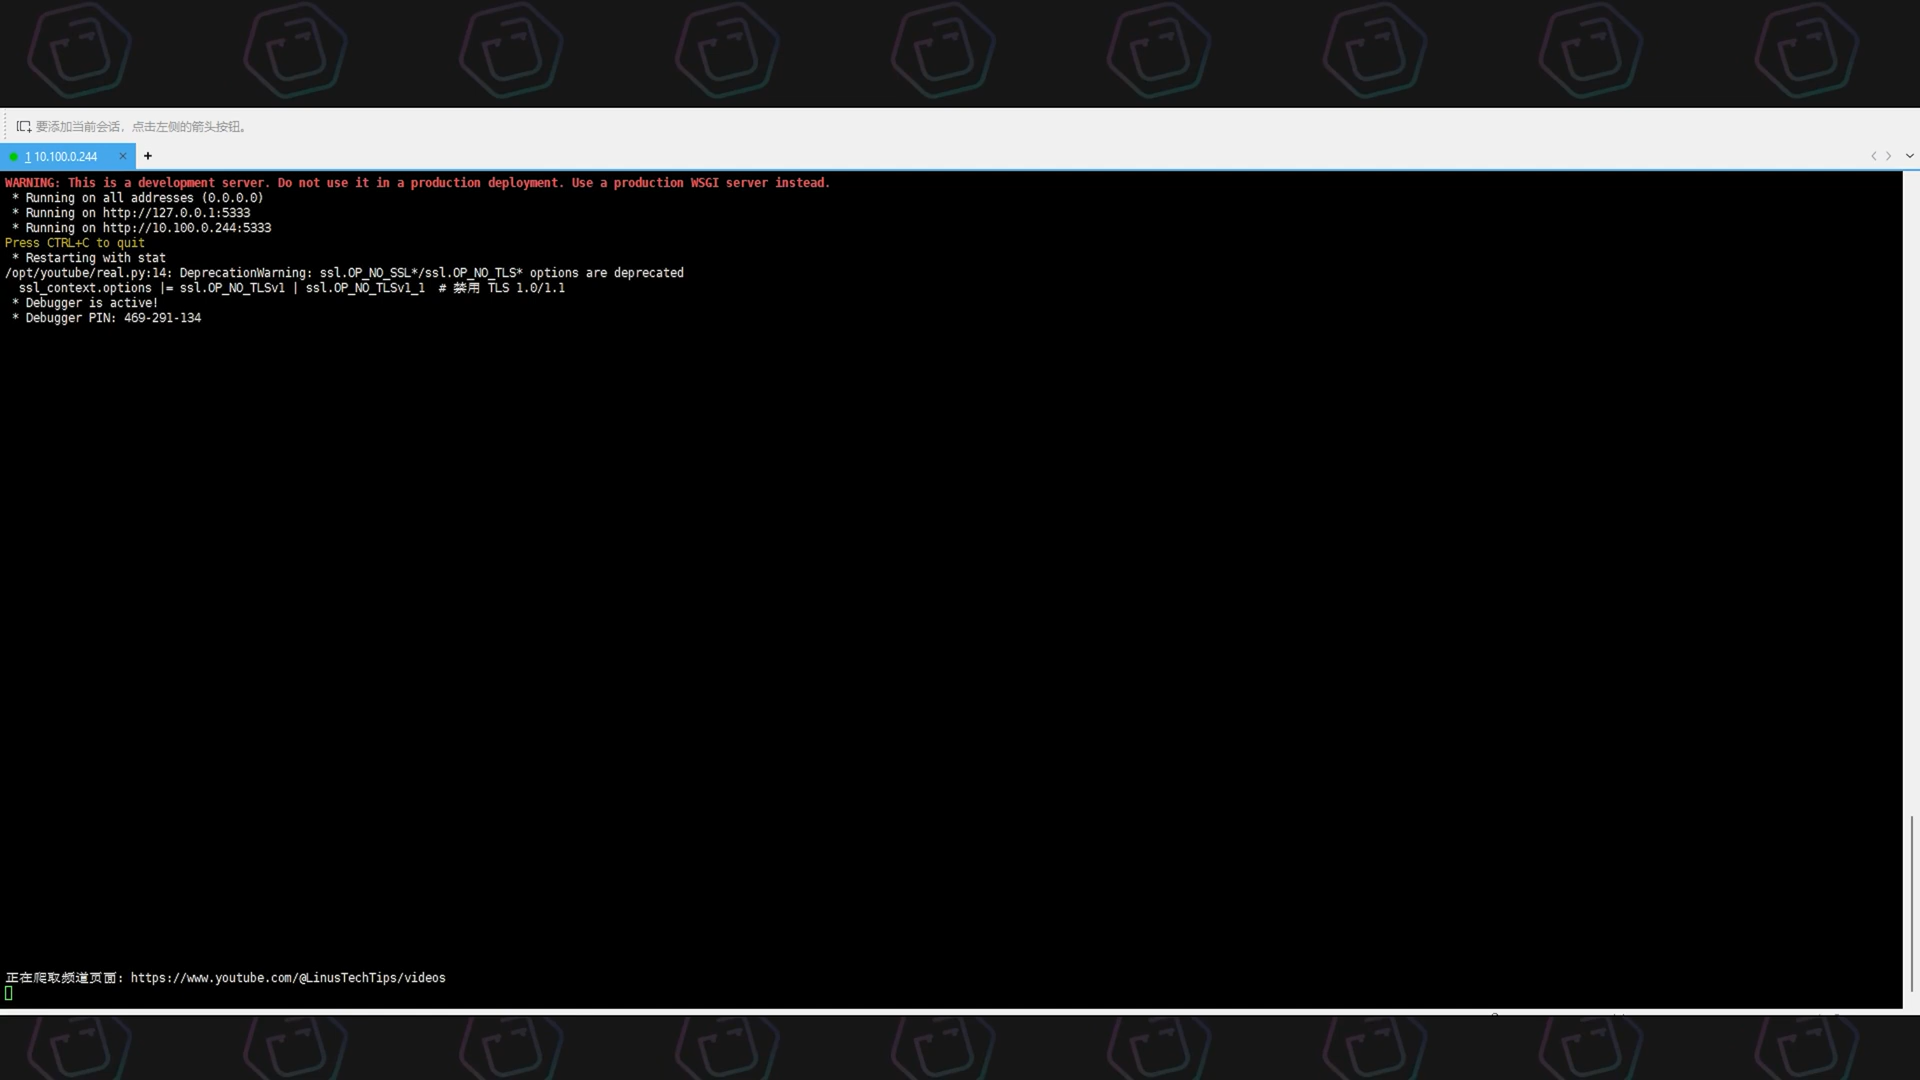 要添加当前会话，点击左侧的箭头按钮。
1 10.100.0.244 × +
WARNING: This is a development server. Do not use it in a production deployment. Use a production WSGI server instead.
* Running on all addresses (0.0.0.0)
* Running on http://127.0.0.1:5333
* Running on http://10.100.0.244:5333
Press CTRL+C to quit
* Restarting with stat
/opt/youtube/real.py:14: DeprecationWarning: ssl.OP_NO_SSL*/ssl.OP_NO_TLS* options are deprecated
ssl_context.options |= ssl.OP_NO_TLSv1 | ssl.OP_NO_TLSv1_1  # 禁用 TLS 1.0/1.1
* Debugger is active!
* Debugger PIN: 469-291-134
正在爬取频道页面: https://www.youtube.com/@LinusTechTips/videos